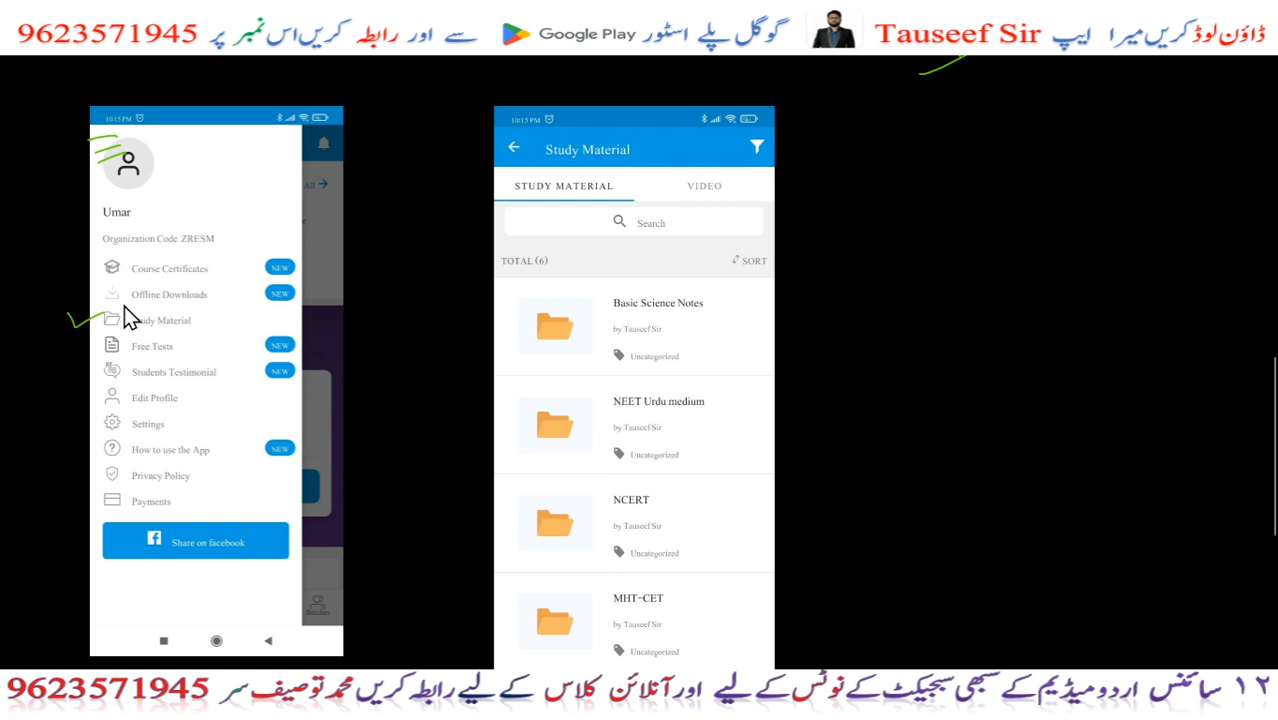 ڈاؤن لوڈ کریں میرا ایپ Tauseef Sir گوگل پلے اسٹور Google Play سے اور رابطہ کریں اس نمبر پر 9623571945
10:15 PM
All
Umar
Organization Code: ZRESM
Course Certificates NEW
Offline Downloads NEW
Study Material
Free Tests NEW
Students Testimonial NEW
Edit Profile
Settings
How to use the App NEW
Privacy Policy
Payments
Share on facebook
Batches
10:15 PM
Study Material
STUDY MATERIAL VIDEO
Search
TOTAL (6) SORT
Basic Science Notes
by Tauseef Sir
Uncategorized
NEET Urdu medium
by Tauseef Sir
Uncategorized
NCERT
by Tauseef Sir
Uncategorized
MHT-CET
by Tauseef Sir
Uncategorized
١٢ سائنس اردو میڈیم کے سبھی سبجیکٹ کے نوٹس کے لیے اور آنلائن کلاس کے لیے رابطہ کریں محمد توصیف سر 9623571945